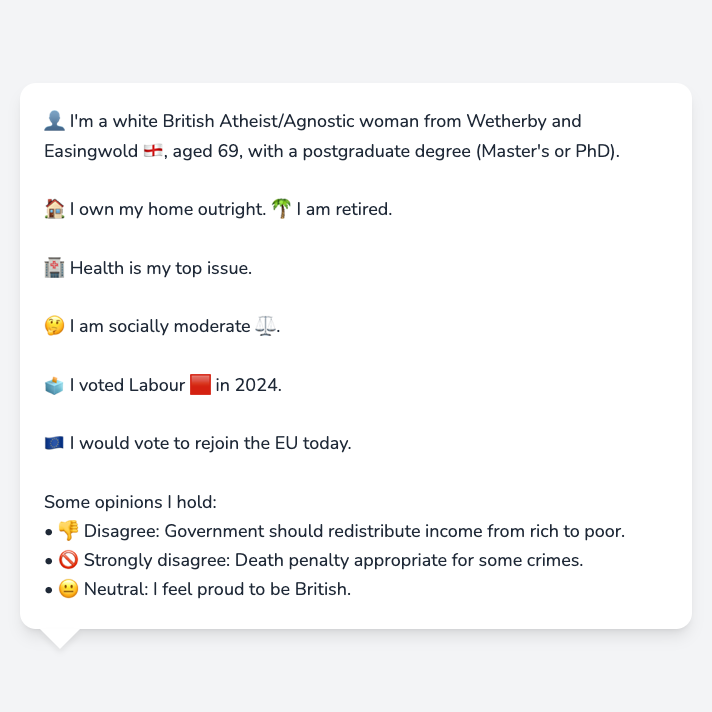 👤 I'm a white British Atheist/Agnostic woman from Wetherby and
Easingwold 🏴󠁧󠁢󠁥󠁮󠁧󠁿, aged 69, with a postgraduate degree (Master's or PhD).
🏠 I own my home outright. 🌴 I am retired.
🏥 Health is my top issue.
🤔 I am socially moderate ⚖️.
🗳️ I voted Labour 🟥 in 2024.
🇪🇺 I would vote to rejoin the EU today.
Some opinions I hold:
• 👎 Disagree: Government should redistribute income from rich to poor.
• 🚫 Strongly disagree: Death penalty appropriate for some crimes.
• 😐 Neutral: I feel proud to be British.